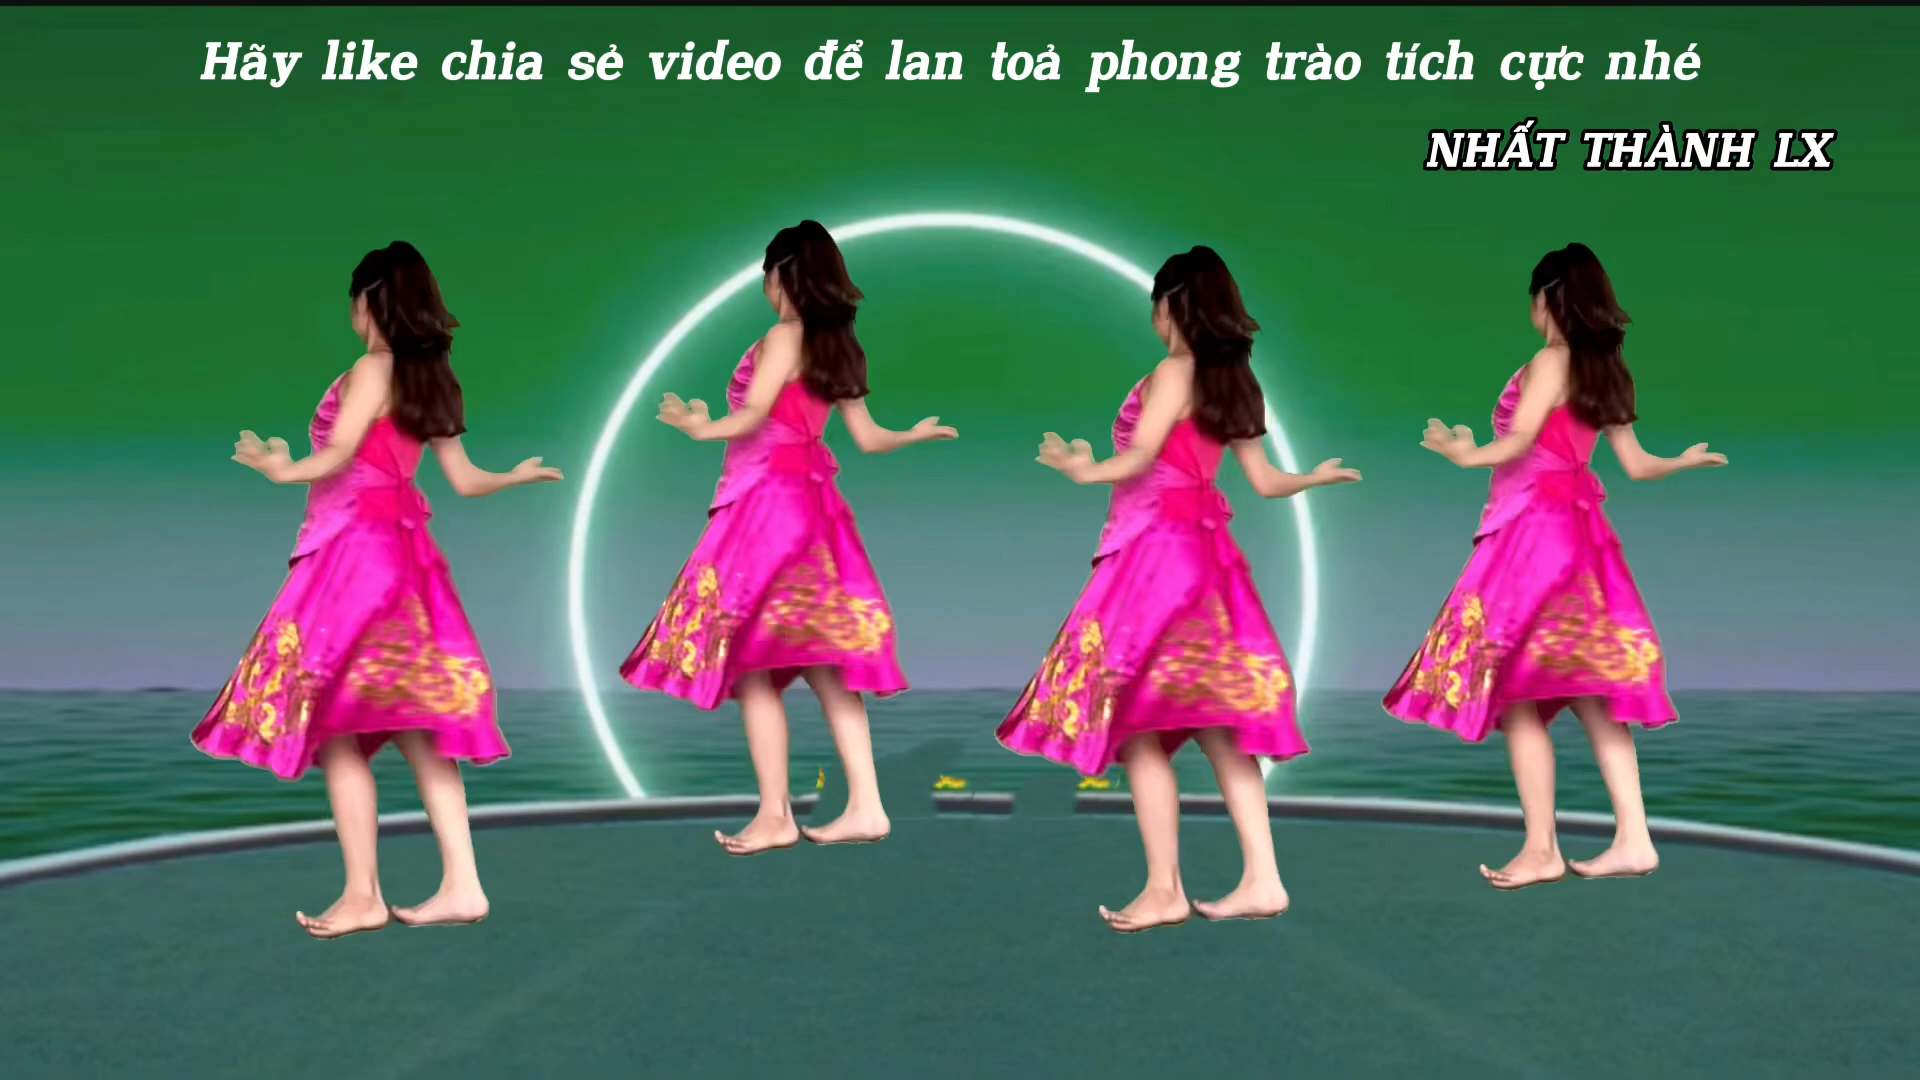 Hãy like chia sẻ video để lan toả phong trào tích cực nhé
NHẤT THÀNH LX